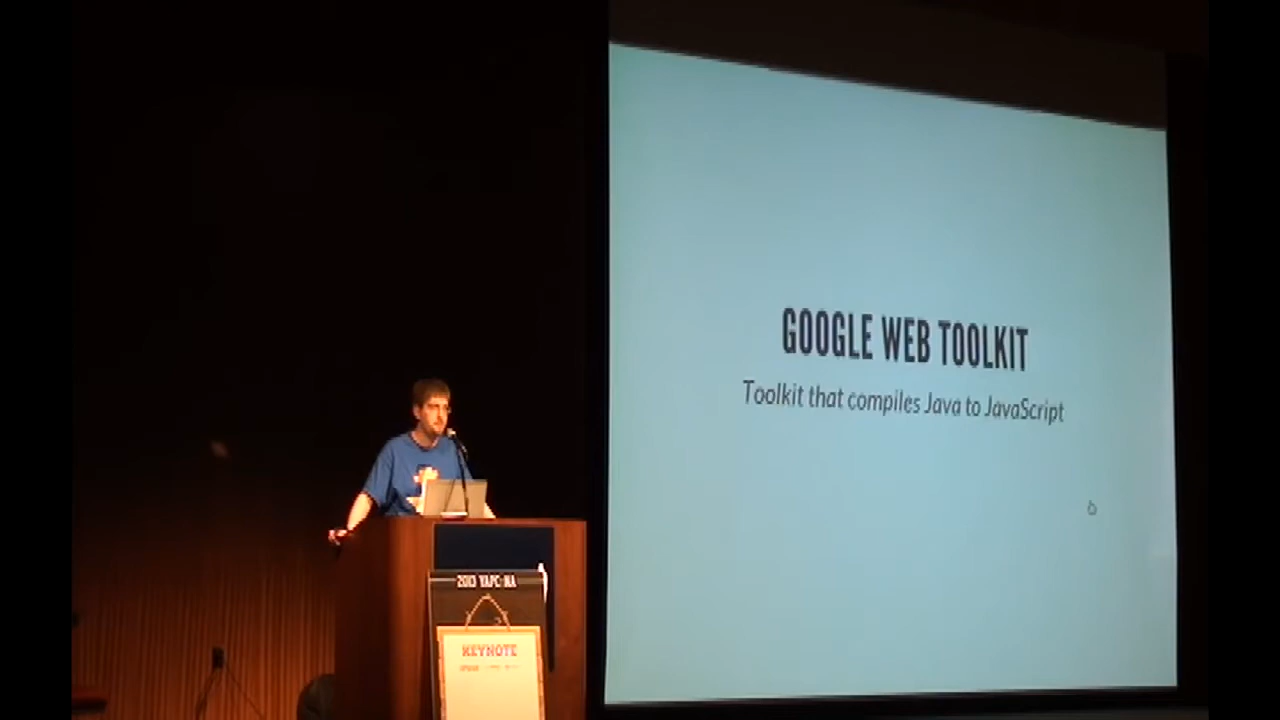 GOOGLE WEB TOOLKIT
Toolkit that compiles Java to JavaScript
2013 YAPC::NA
KEYNOTE